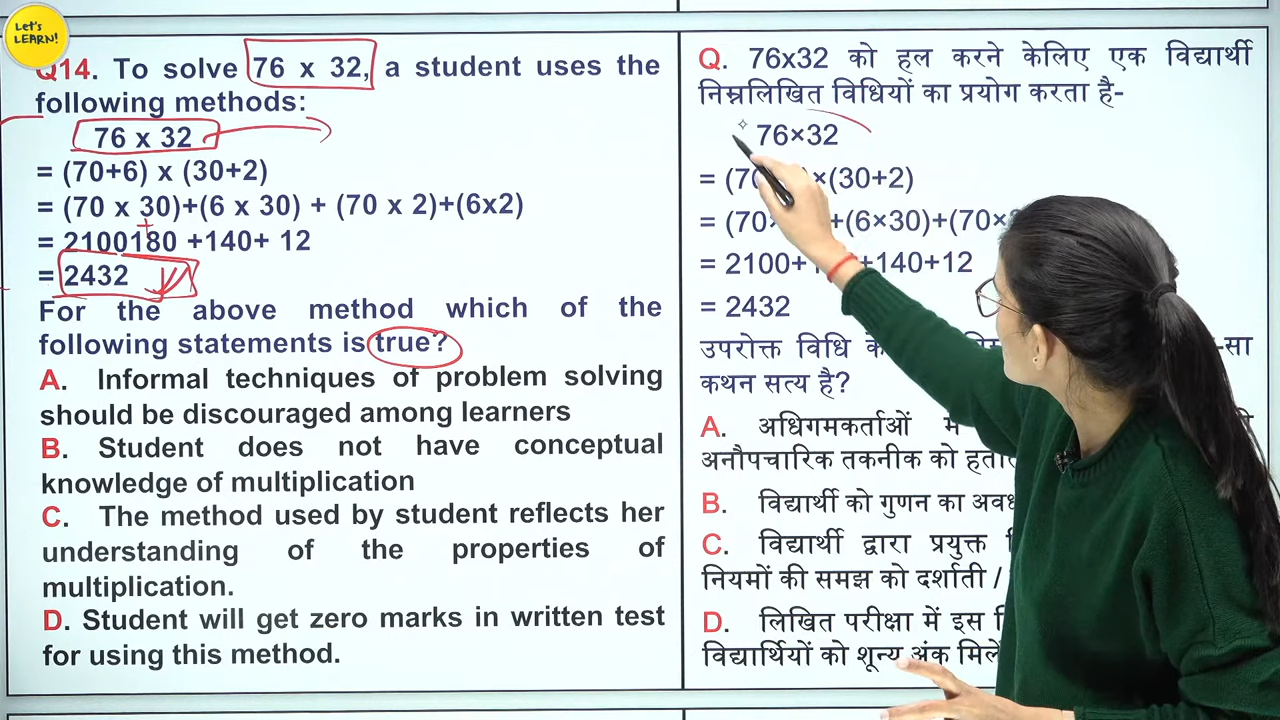 Let's
LEARN!
Q14. To solve 76 x 32, a student uses the
following methods:
76 x 32
= (70+6) x (30+2)
= (70 x 30)+(6 x 30) + (70 x 2)+(6x2)
+
= 2100180 +140+ 12
= 2432
For the above method which of the
following statements is true?
A. Informal techniques of problem solving
should be discouraged among learners
B. Student does not have conceptual
knowledge of multiplication
C. The method used by student reflects her
understanding of the properties of
multiplication.
D. Student will get zero marks in written test
for using this method.
Q. 76x32 को हल करने केलिए एक विद्यार्थी
निम्नलिखित विधियों का प्रयोग करता है-
76×32
= (70 ×(30+2)
= (70× +(6×30)+(70×
= 2100+ +140+12
= 2432
उपरोक्त विधि
कथन सत्य है?
A. अधिगमकर्ताओं में
अनौपचारिक तकनीक को
B. विद्यार्थी को गुणन का
C. विद्यार्थी द्वारा प्रयुक्त
नियमों की समझ को दर्शाती /
D. लिखित परीक्षा में इस
विद्यार्थियों को शून्य अंक